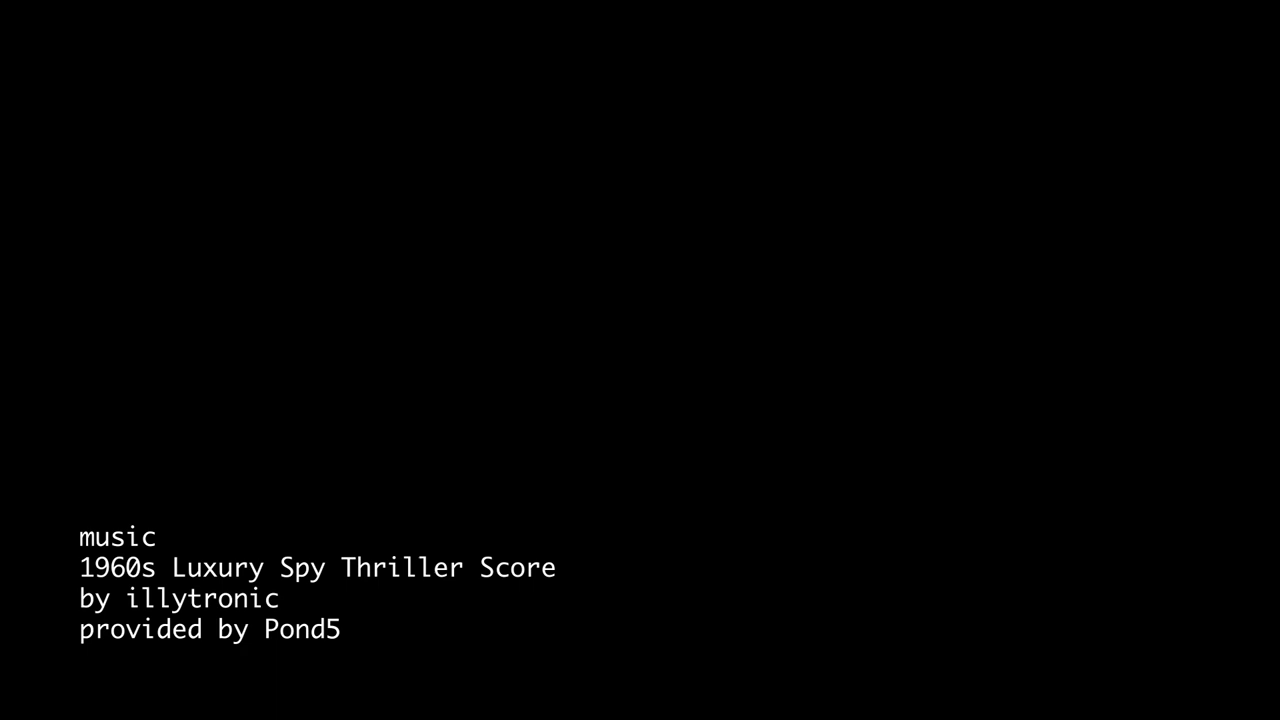 music
1960s Luxury Spy Thriller Score
by illytronic
provided by Pond5